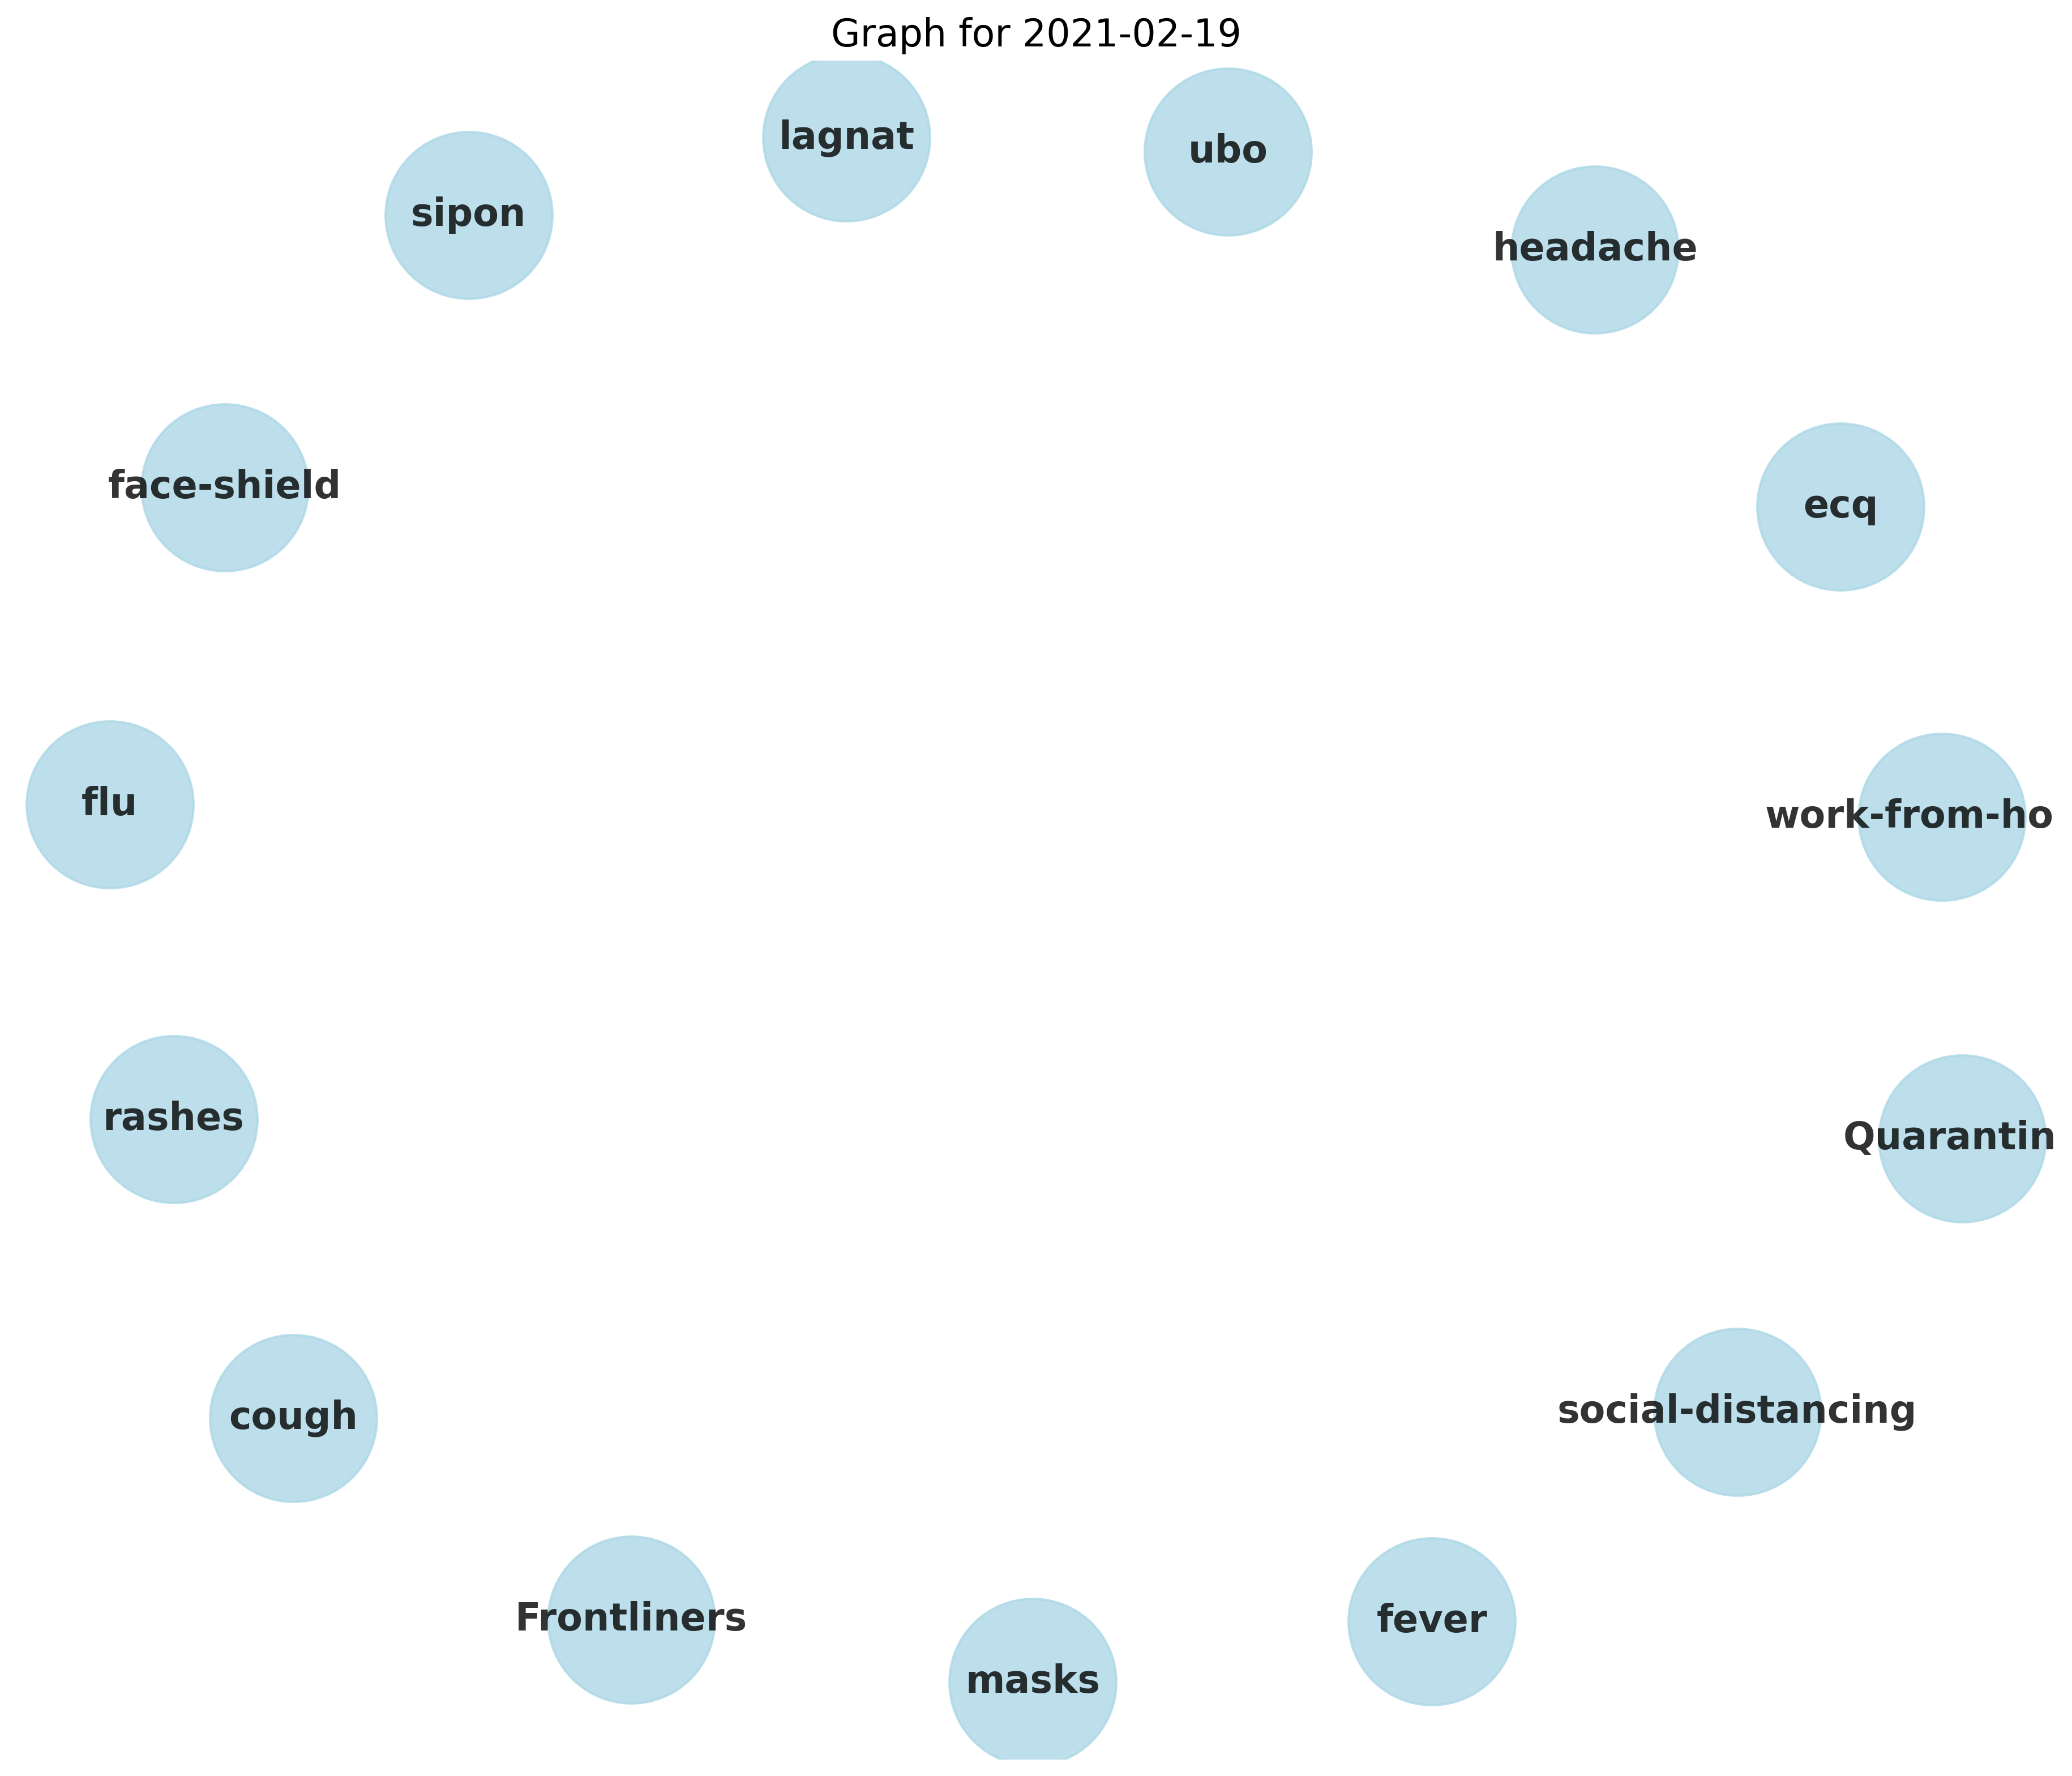 Graph for 2021-02-19
lagnat
ubo
sipon
headache
face-shield
ecq
flu
work-from-ho
rashes
Quarantin
cough
social-distancing
Frontliners
fever
masks